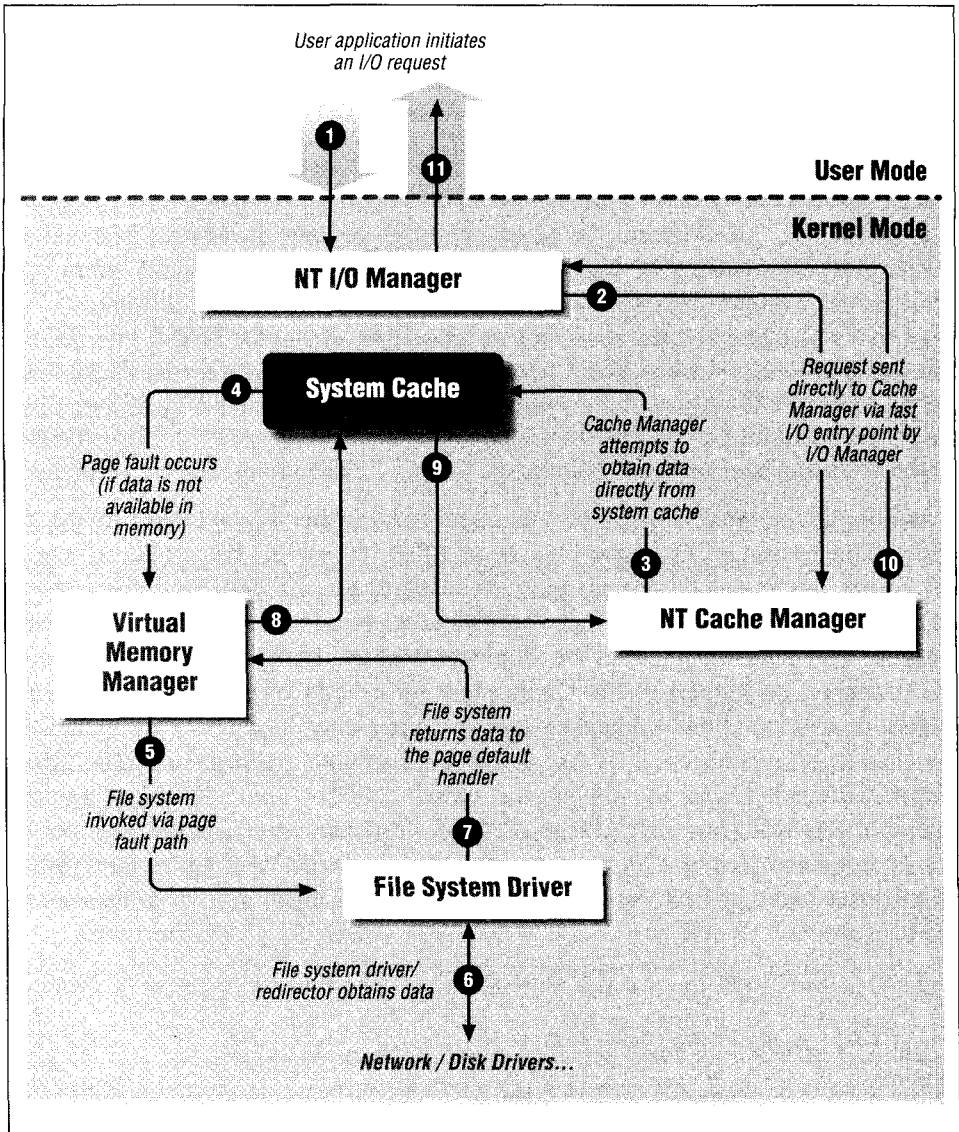 User application initiates
an I/O request
1
11
User Mode
Kernel Mode
NT I/O Manager
2
System Cache
4
9
Request sent
directly to Cache
Manager via fast
I/O entry point by
I/O Manager
Cache Manager
attempts to
obtain data
directly from
system cache
Page fault occurs
(if data is not
available in
memory)
3
10
Virtual
Memory
Manager
8
NT Cache Manager
5
File system
returns data to
the page default
handler
File system
invoked via page
fault path
7
File System Driver
File system driver/
redirector obtains data
6
Network / Disk Drivers...